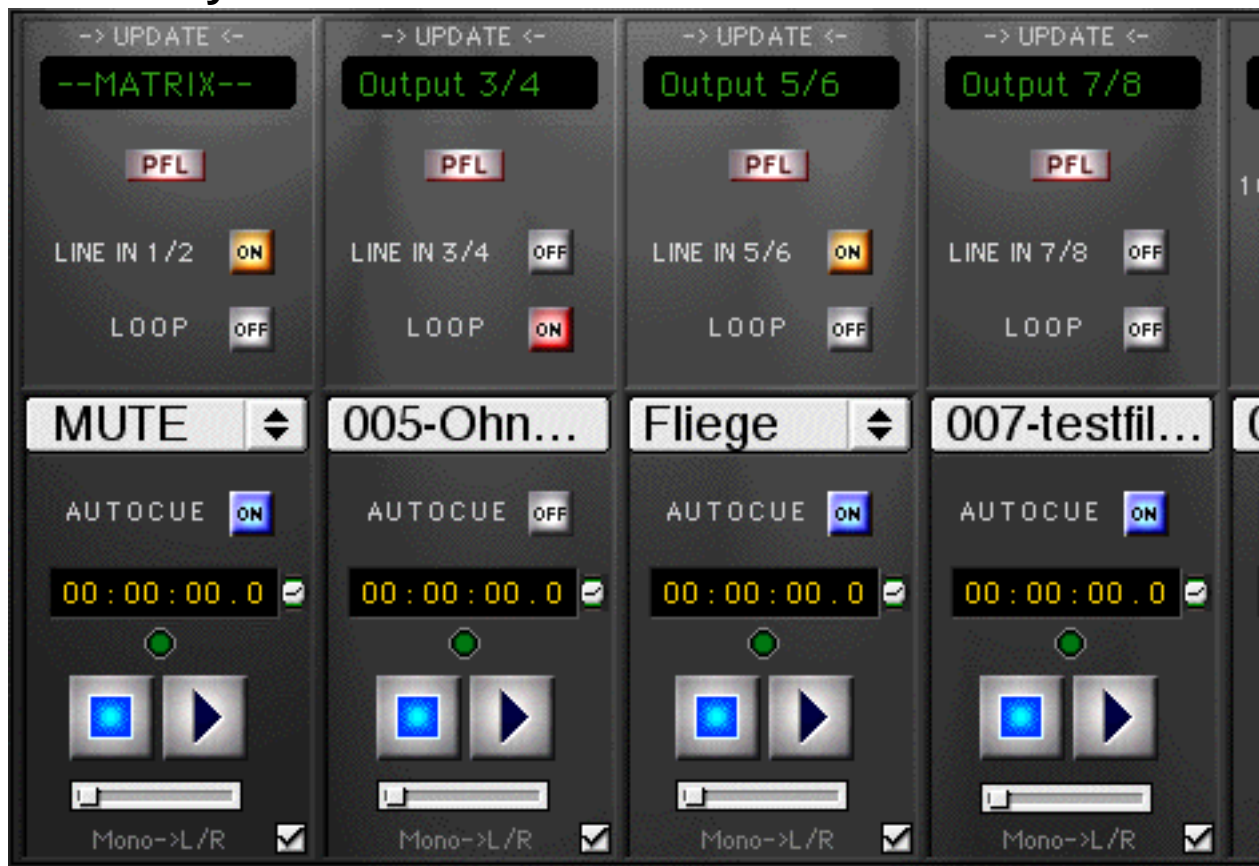 -> UPDATE <- -> UPDATE <- -> UPDATE <- -> UPDATE <-
--MATRIX-- Output 3/4 Output 5/6 Output 7/8
PFL PFL PFL PFL
LINE IN 1/2 ON LINE IN 3/4 OFF LINE IN 5/6 ON LINE IN 7/8 OFF
LOOP OFF LOOP ON LOOP OFF LOOP OFF
MUTE 005-Ohn... Fliege 007-testfil...
AUTOCUE ON AUTOCUE OFF AUTOCUE ON AUTOCUE ON
00:00:00.0 00:00:00.0 00:00:00.0 00:00:00.0
Mono->L/R Mono->L/R Mono->L/R Mono->L/R